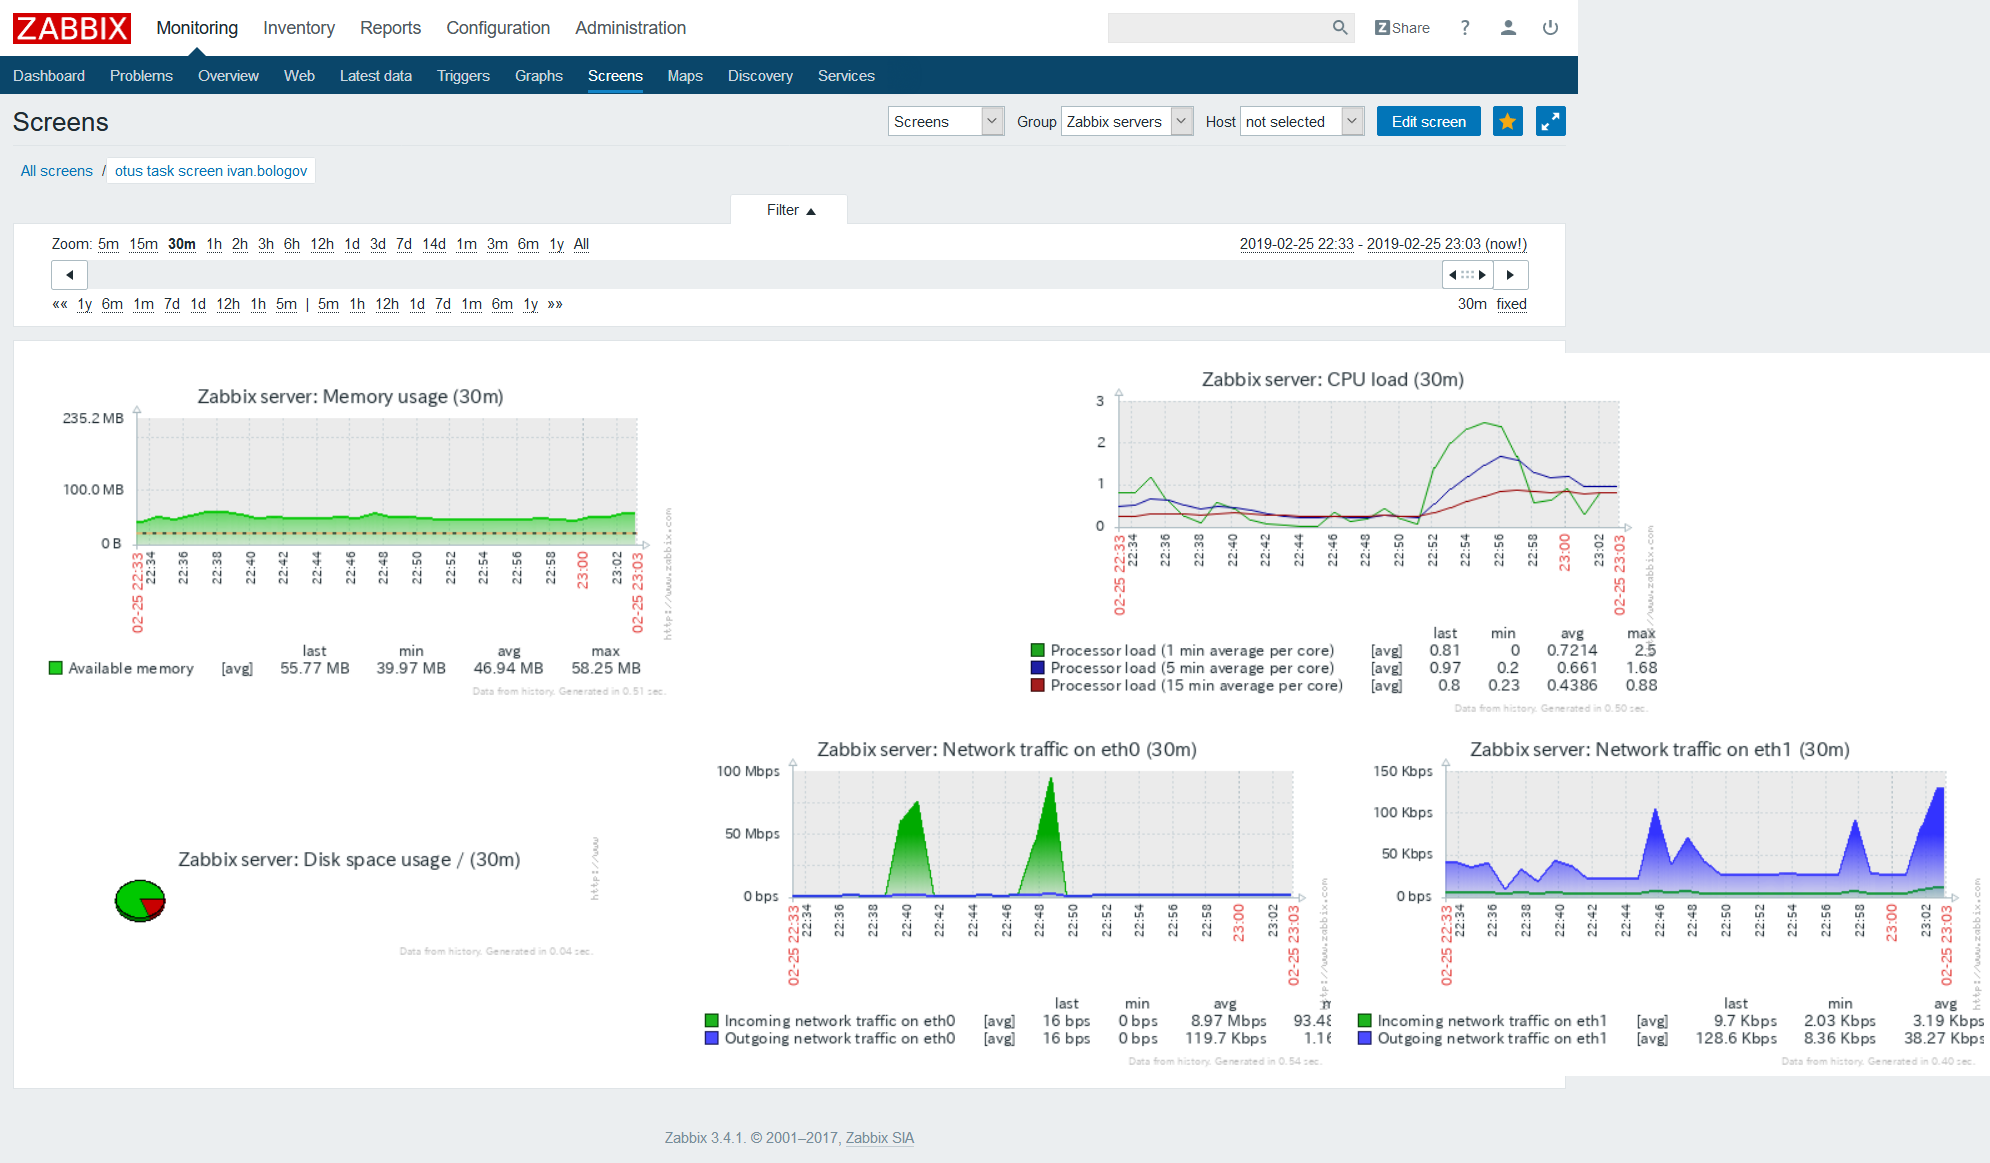 ZABBIX Monitoring Inventory Reports Configuration Administration Z Share ?
Dashboard Problems Overview Web Latest data Triggers Graphs Screens Maps Discovery Services
Screens Screens Group Zabbix servers Host not selected Edit screen
All screens / otus task screen ivan.bologov
Filter
Zoom: 5m 15m 30m 1h 2h 3h 6h 12h 1d 3d 7d 14d 1m 3m 6m 1y All 2019-02-25 22:33 - 2019-02-25 23:03 (now!)
«« 1y 6m 1m 7d 1d 12h 1h 5m | 5m 1h 12h 1d 7d 1m 6m 1y »» 30m fixed
Zabbix server: Memory usage (30m)
235.2 MB
100.0 MB
0 B
02-25 22:33 22:34 22:36 22:38 22:40 22:42 22:44 22:46 22:48 22:50 22:52 22:54 22:56 22:58 23:00 23:02 02-25 23:03
http://www.zabbix.com
last min avg max
Available memory [avg] 55.77 MB 39.97 MB 46.94 MB 58.25 MB
Data from history. Generated in 0.51 sec.
Zabbix server: CPU load (30m)
3
2
1
0
02-25 22:33 22:34 22:36 22:38 22:40 22:42 22:44 22:46 22:48 22:50 22:52 22:54 22:56 22:58 23:00 23:02 02-25 23:03
http://www.zabbix.com
last min avg max
Processor load (1 min average per core) [avg] 0.81 0 0.7214 2.5
Processor load (5 min average per core) [avg] 0.97 0.2 0.661 1.68
Processor load (15 min average per core) [avg] 0.8 0.23 0.4386 0.88
Data from history. Generated in 0.50 sec.
Zabbix server: Disk space usage / (30m)
http://www
Data from history. Generated in 0.04 sec.
Zabbix server: Network traffic on eth0 (30m)
100 Mbps
50 Mbps
0 bps
02-25 22:33 22:34 22:36 22:38 22:40 22:42 22:44 22:46 22:48 22:50 22:52 22:54 22:56 22:58 23:00 23:02 02-25 23:03
http://www.zabbix.com
last min avg
Incoming network traffic on eth0 [avg] 16 bps 0 bps 8.97 Mbps 93.48
Outgoing network traffic on eth0 [avg] 16 bps 0 bps 119.7 Kbps 1.16
Data from history. Generated in 0.54 sec.
Zabbix server: Network traffic on eth1 (30m)
150 Kbps
100 Kbps
50 Kbps
0 bps
02-25 22:33 22:34 22:36 22:38 22:40 22:42 22:44 22:46 22:48 22:50 22:52 22:54 22:56 22:58 23:00 23:02 02-25 23:03
http://www.zabbix.com
last min avg
Incoming network traffic on eth1 [avg] 9.7 Kbps 2.03 Kbps 3.19 Kbps
Outgoing network traffic on eth1 [avg] 128.6 Kbps 8.36 Kbps 38.27 Kbps
Data from history. Generated in 0.40 sec.
Zabbix 3.4.1. © 2001–2017, Zabbix SIA